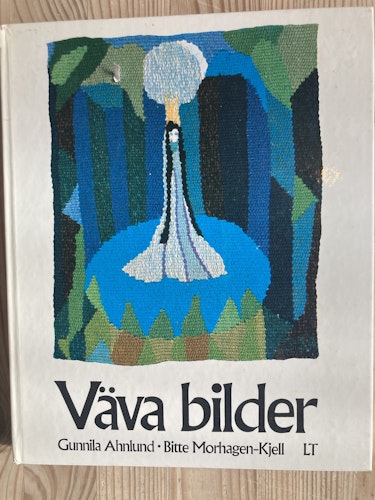 Väva bilder
Gunnila Ahnlund · Bitte Morhagen-Kjell LT